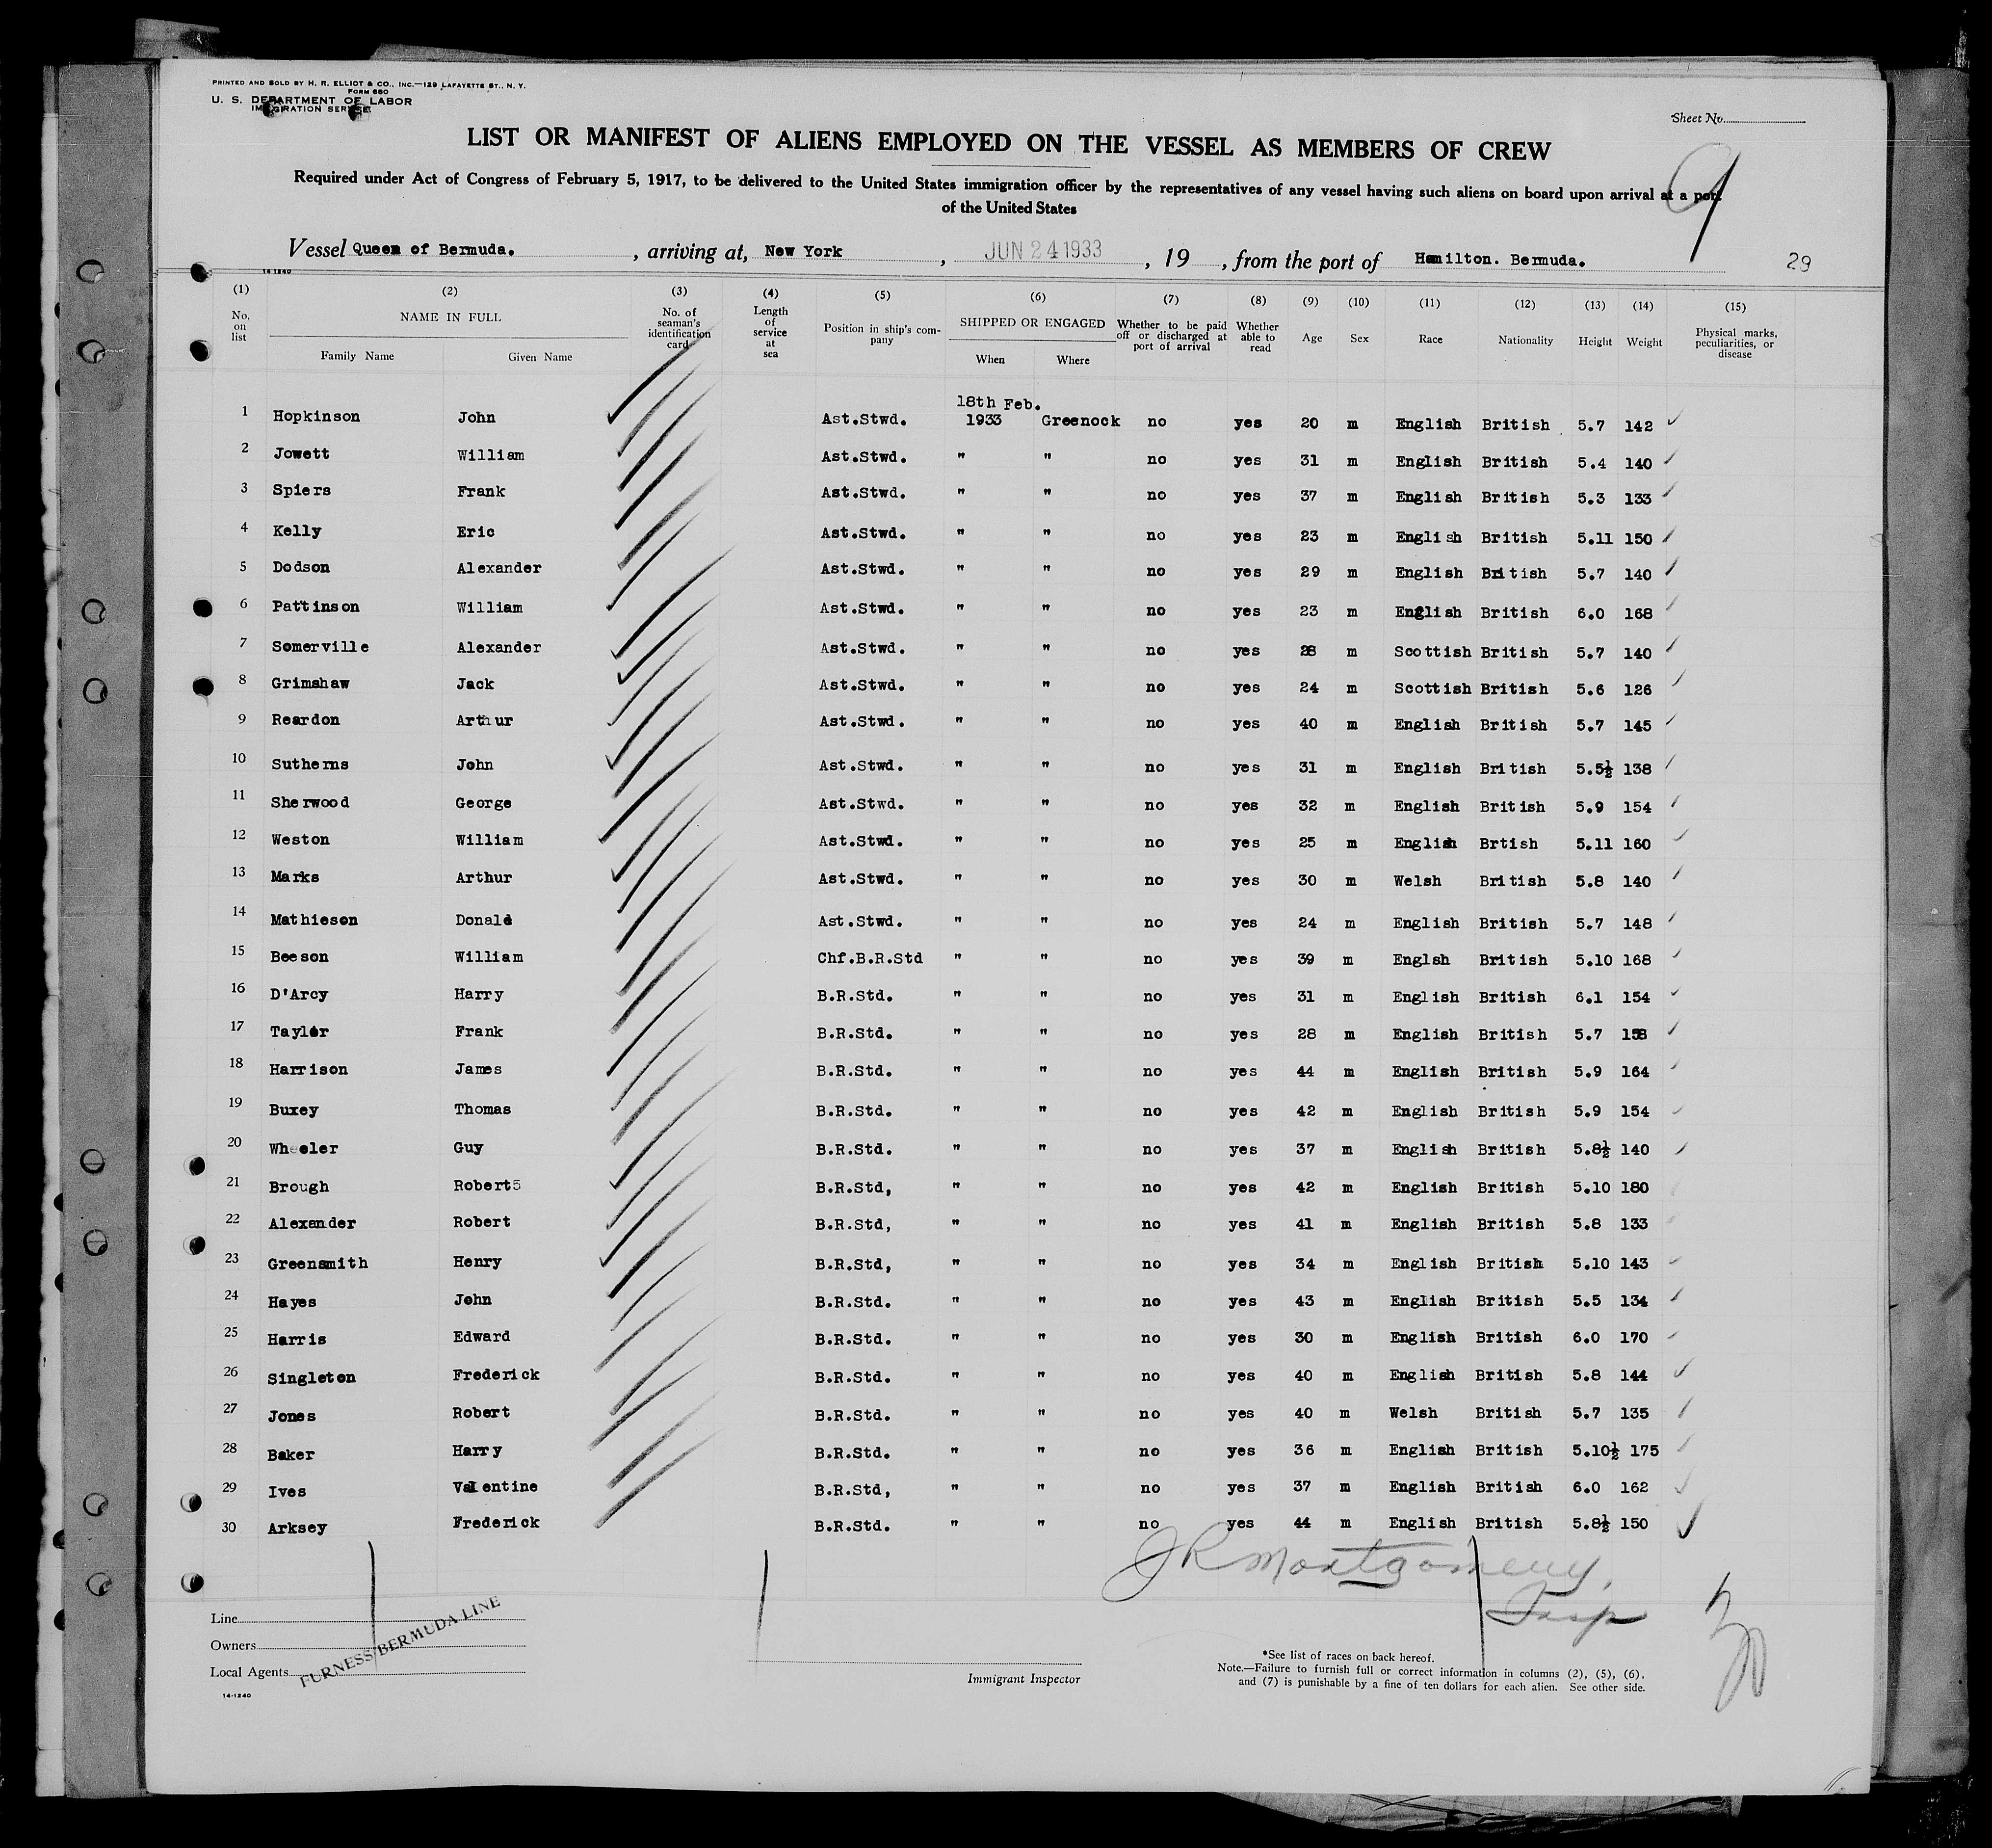 PRINTED AND SOLD BY H. R. ELLIOT & CO., INC.—129 LAFAYETTE ST., N. Y.
FORM 680
U. S. DEPARTMENT OF LABOR
IMMIGRATION SERVICE
Sheet No.
LIST OR MANIFEST OF ALIENS EMPLOYED ON THE VESSEL AS MEMBERS OF CREW
9
Required under Act of Congress of February 5, 1917, to be delivered to the United States immigration officer by the representatives of any vessel having such aliens on board upon arrival at a port
of the United States
Vessel Queen of Bermuda. , arriving at, New York , JUN 24 1933 , 19 , from the port of Hamilton. Bermuda. 29
14-1240
(1) No. on list (2) NAME IN FULL Family Name Given Name (3) No. of seaman's identification card (4) Length of service at sea (5) Position in ship's company (6) SHIPPED OR ENGAGED When Where (7) Whether to be paid off or discharged at port of arrival (8) Whether able to read (9) Age (10) Sex (11) Race (12) Nationality (13) Height (14) Weight (15) Physical marks, peculiarities, or disease
18th Feb.
1 Hopkinson John Ast.Stwd. 1933 Greenock no yes 20 m English British 5.7 142
2 Jowett William Ast.Stwd. " " no yes 31 m English British 5.4 140
3 Spiers Frank Ast.Stwd. " " no yes 37 m English British 5.3 133
4 Kelly Eric Ast.Stwd. " " no yes 23 m English British 5.11 150
5 Dodson Alexander Ast.Stwd. " " no yes 29 m English British 5.7 140
6 Pattinson William Ast.Stwd. " " no yes 23 m English British 6.0 168
7 Somerville Alexander Ast.Stwd. " " no yes 28 m Scottish British 5.7 140
8 Grimshaw Jack Ast.Stwd. " " no yes 24 m Scottish British 5.6 126
9 Reardon Arthur Ast.Stwd. " " no yes 40 m English British 5.7 145
10 Sutherns John Ast.Stwd. " " no yes 31 m English British 5.5½ 138
11 Sherwood George Ast.Stwd. " " no yes 32 m English British 5.9 154
12 Weston William Ast.Stwd. " " no yes 25 m English Brtish 5.11 160
13 Marks Arthur Ast.Stwd. " " no yes 30 m Welsh British 5.8 140
14 Mathieson Donald Ast.Stwd. " " no yes 24 m English British 5.7 148
15 Beeson William Chf.B.R.Std " " no yes 39 m Englsh British 5.10 168
16 D'Arcy Harry B.R.Std. " " no yes 31 m English British 6.1 154
17 Taylor Frank B.R.Std. " " no yes 28 m English British 5.7 158
18 Harrison James B.R.Std. " " no yes 44 m English British 5.9 164
19 Buxey Thomas B.R.Std. " " no yes 42 m English British 5.9 154
20 Wheeler Guy B.R.Std. " " no yes 37 m English British 5.8½ 140
21 Brough Robert5 B.R.Std, " " no yes 42 m English British 5.10 180
22 Alexander Robert B.R.Std, " " no yes 41 m English British 5.8 133
23 Greensmith Henry B.R.Std, " " no yes 34 m English British 5.10 143
24 Hayes John B.R.Std. " " no yes 43 m English British 5.5 134
25 Harris Edward B.R.Std. " " no yes 30 m English British 6.0 170
26 Singleton Frederick B.R.Std. " " no yes 40 m English British 5.8 144
27 Jones Robert B.R.Std. " " no yes 40 m Welsh British 5.7 135
28 Baker Harry B.R.Std. " " no yes 36 m English British 5.10½ 175
29 Ives Valentine B.R.Std, " " no yes 37 m English British 6.0 162
30 Arksey Frederick B.R.Std. " " no yes 44 m English British 5.8½ 150
J R Montgomery.
Insp
Line
Owners
Local Agents
FURNESS BERMUDA LINE
14-1240
Immigrant Inspector
*See list of races on back hereof.
Note.—Failure to furnish full or correct information in columns (2), (5), (6),
and (7) is punishable by a fine of ten dollars for each alien. See other side.